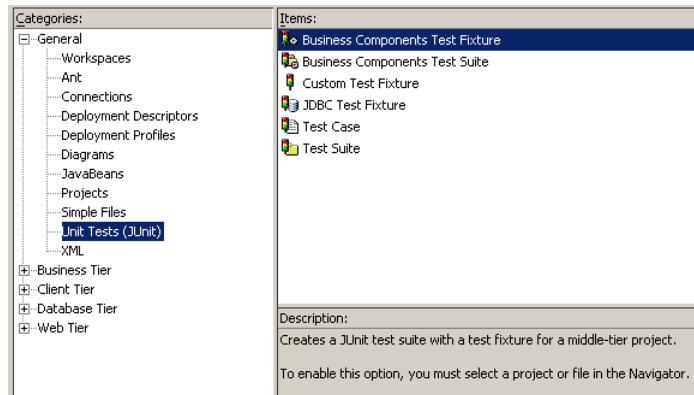 Categories:
General
Workspaces
Ant
Connections
Deployment Descriptors
Deployment Profiles
Diagrams
JavaBeans
Projects
Simple Files
Unit Tests (JUnit)
XML
Business Tier
Client Tier
Database Tier
Web Tier
Items:
Business Components Test Fixture
Business Components Test Suite
Custom Test Fixture
JDBC Test Fixture
Test Case
Test Suite
Description:
Creates a JUnit test suite with a test fixture for a middle-tier project.
To enable this option, you must select a project or file in the Navigator.